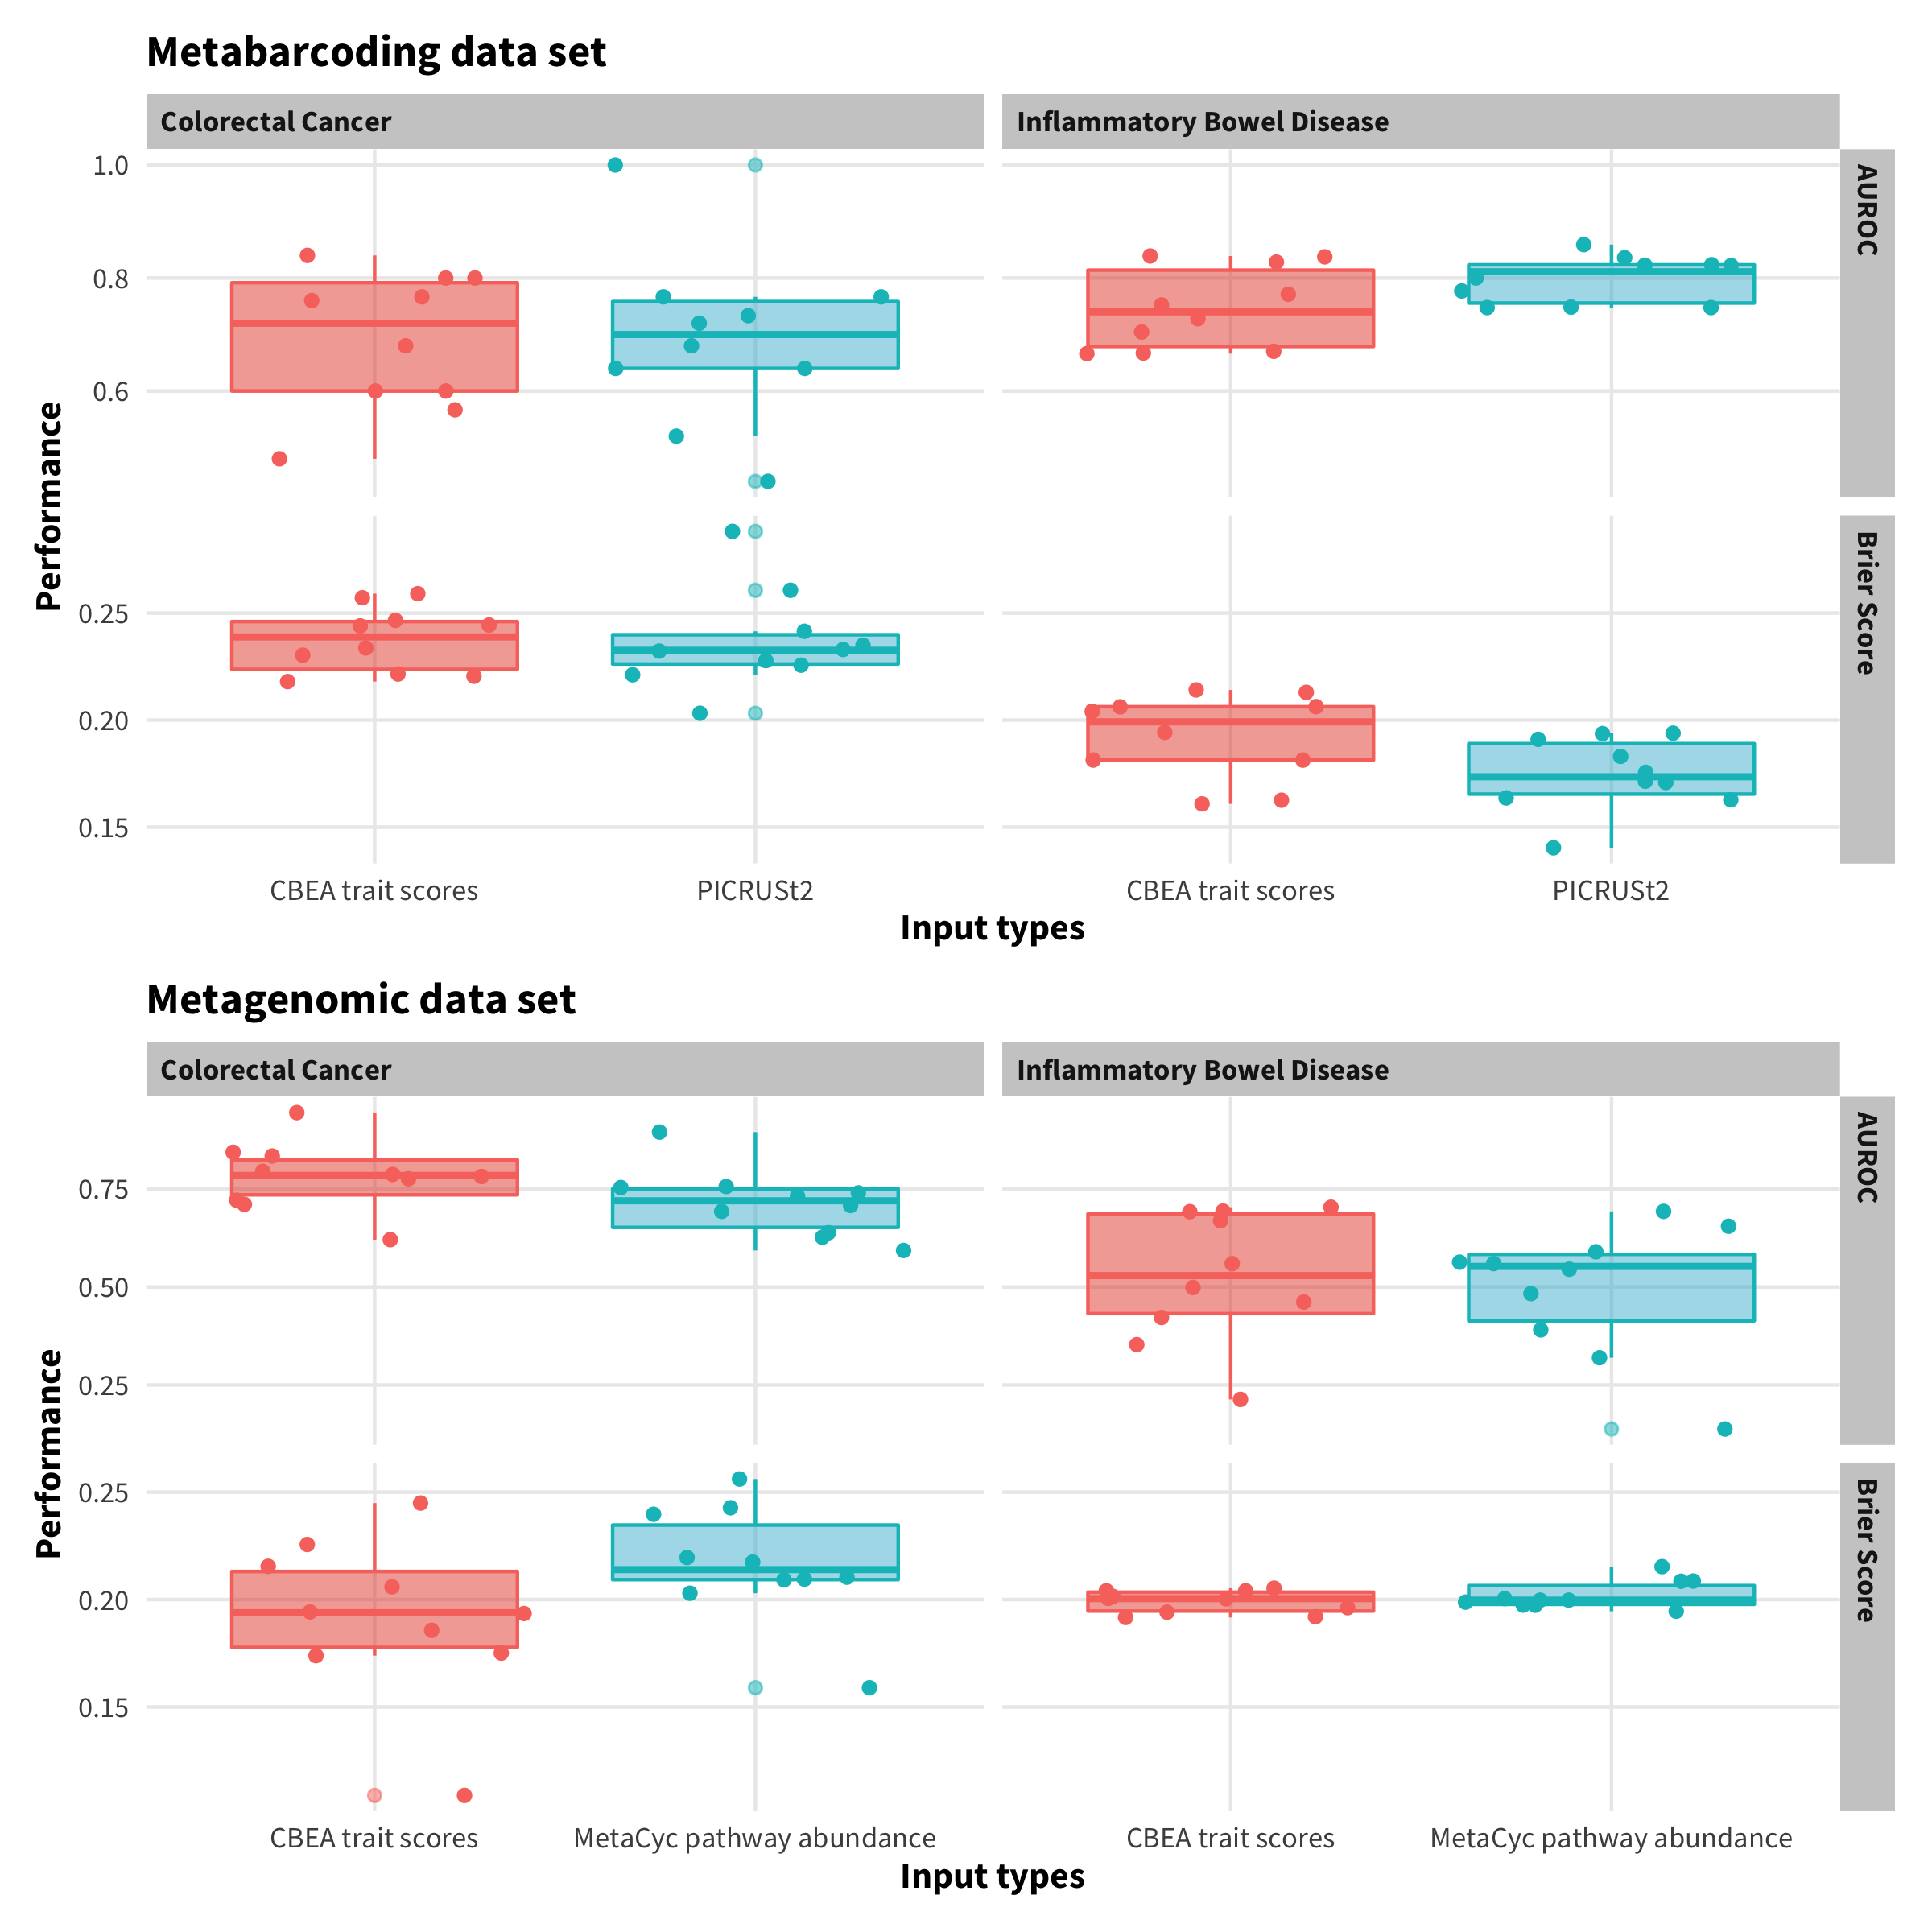 Metabarcoding data set
Colorectal Cancer
Inflammatory Bowel Disease
1.0
0.8
0.6
AUROC
Performance
0.25
0.20
0.15
Brier Score
CBEA trait scores
PICRUSt2
CBEA trait scores
PICRUSt2
Input types
Metagenomic data set
Colorectal Cancer
Inflammatory Bowel Disease
0.75
0.50
0.25
AUROC
Performance
0.25
0.20
0.15
Brier Score
CBEA trait scores
MetaCyc pathway abundance
CBEA trait scores
MetaCyc pathway abundance
Input types